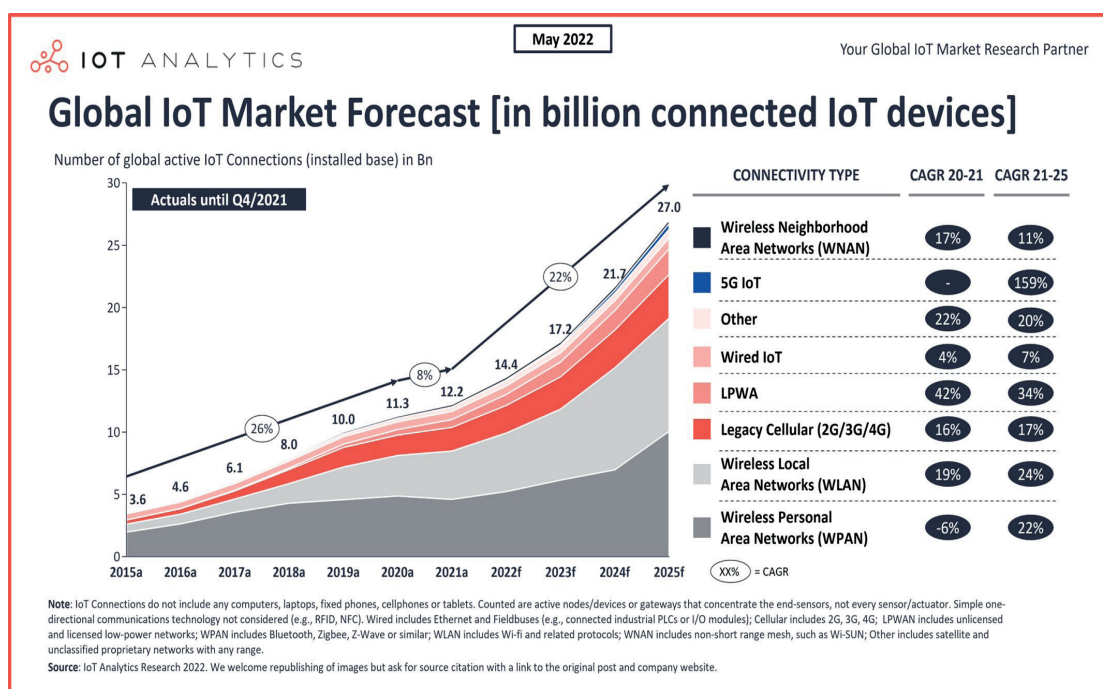 May 2022
IOT ANALYTICS
Your Global IoT Market Research Partner
Global IoT Market Forecast [in billion connected IoT devices]
Number of global active IoT Connections (installed base) in Bn
Actuals until Q4/2021
30
25
20
15
10
5
0
3.6
4.6
6.1
8.0
10.0
11.3
12.2
14.4
17.2
21.7
27.0
26%
8%
22%
2015a 2016a 2017a 2018a 2019a 2020a 2021a 2022f 2023f 2024f 2025f
CONNECTIVITY TYPE CAGR 20-21 CAGR 21-25
Wireless Neighborhood
Area Networks (WNAN) 17% 11%
5G IoT - 159%
Other 22% 20%
Wired IoT 4% 7%
LPWA 42% 34%
Legacy Cellular (2G/3G/4G) 16% 17%
Wireless Local
Area Networks (WLAN) 19% 24%
Wireless Personal
Area Networks (WPAN) -6% 22%
XX% = CAGR
Note: IoT Connections do not include any computers, laptops, fixed phones, cellphones or tablets. Counted are active nodes/devices or gateways that concentrate the end-sensors, not every sensor/actuator. Simple one-
directional communications technology not considered (e.g., RFID, NFC). Wired includes Ethernet and Fieldbuses (e.g., connected industrial PLCs or I/O modules); Cellular includes 2G, 3G, 4G; LPWAN includes unlicensed
and licensed low-power networks; WPAN includes Bluetooth, Zigbee, Z-Wave or similar; WLAN includes Wi-fi and related protocols; WNAN includes non-short range mesh, such as Wi-SUN; Other includes satellite and
unclassified proprietary networks with any range.
Source: IoT Analytics Research 2022. We welcome republishing of images but ask for source citation with a link to the original post and company website.